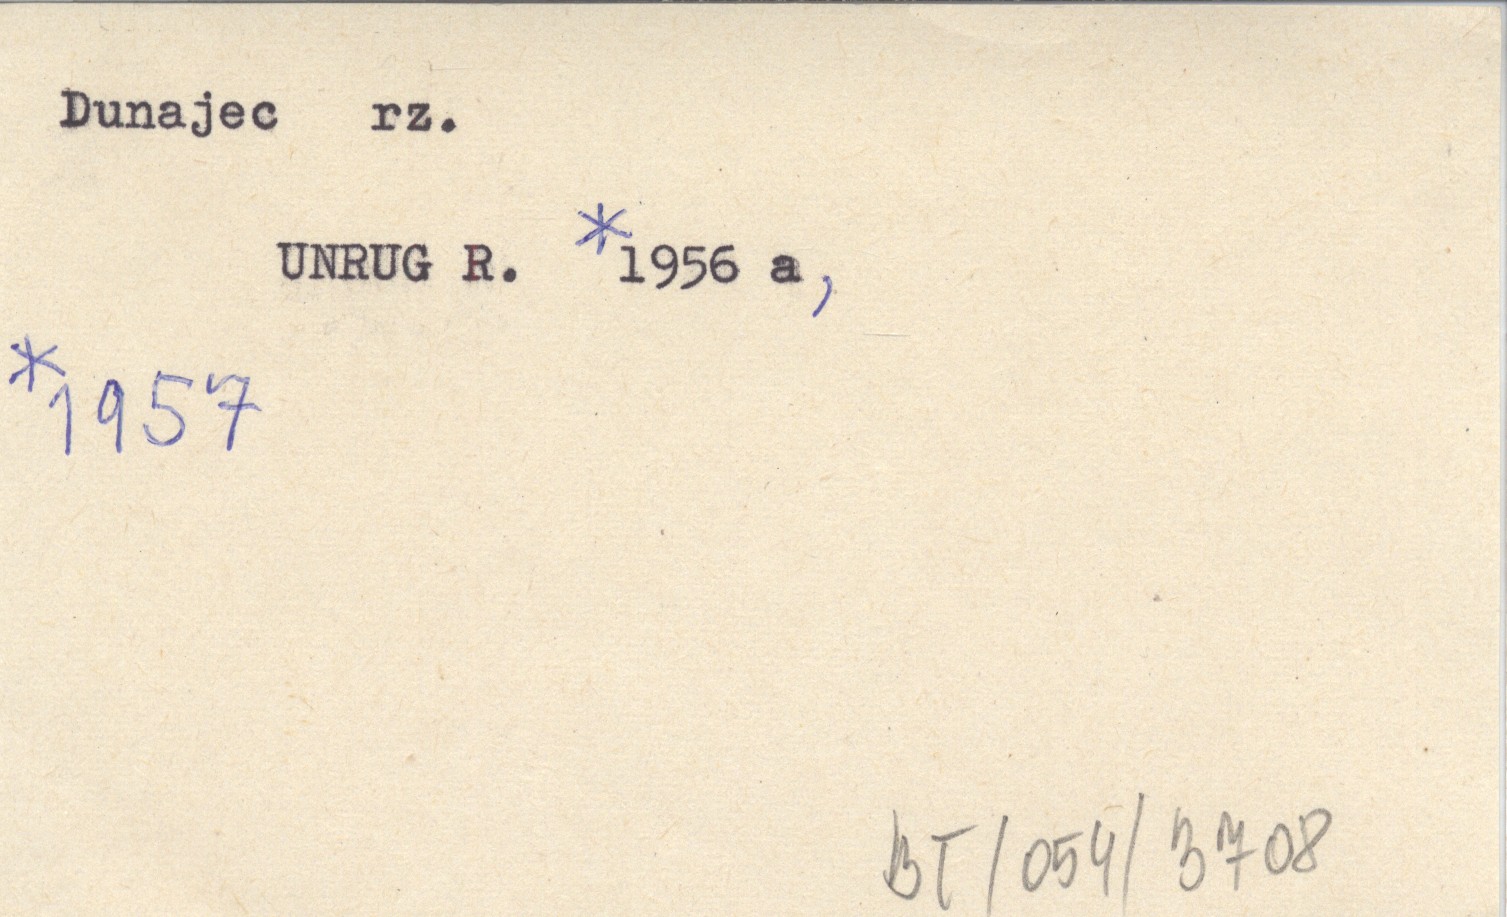 Dunajec rz.
UNRUG R. *1956 a,
*1957
BT/054/3708